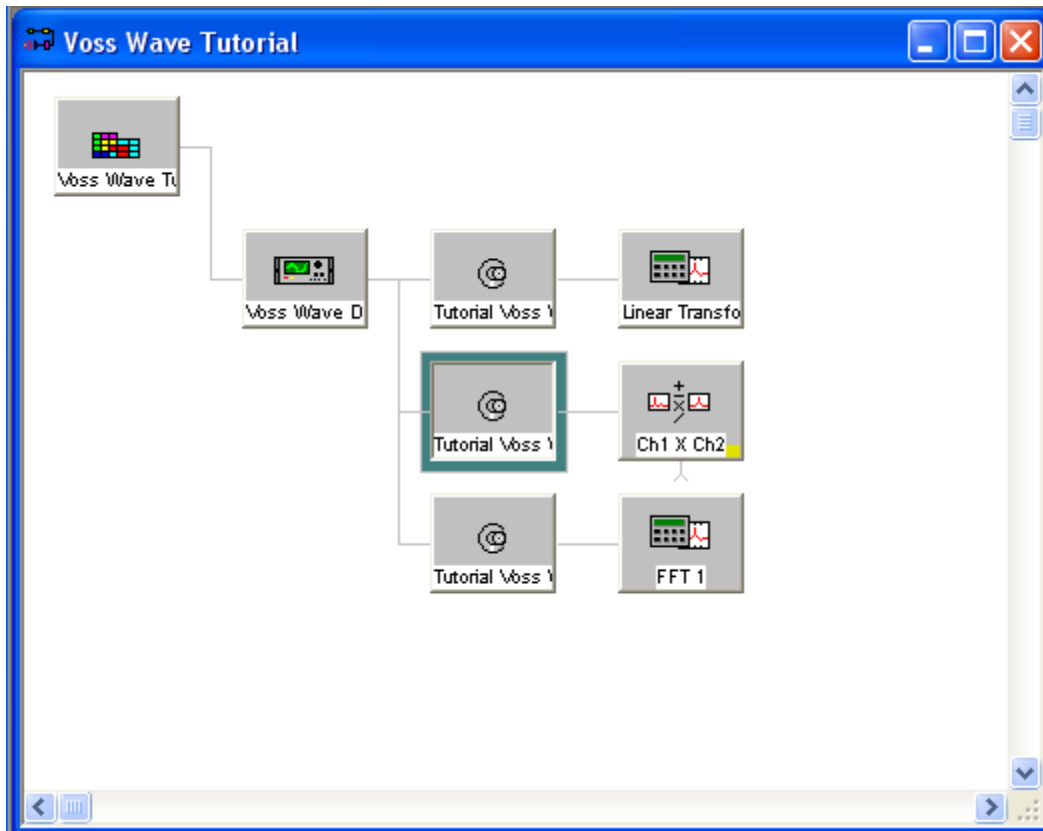 Voss Wave Tutorial
Voss Wave Tu
Voss Wave D
Tutorial Voss V
Linear Transfo
Tutorial Voss V
Ch1 X Ch2
Tutorial Voss V
FFT 1